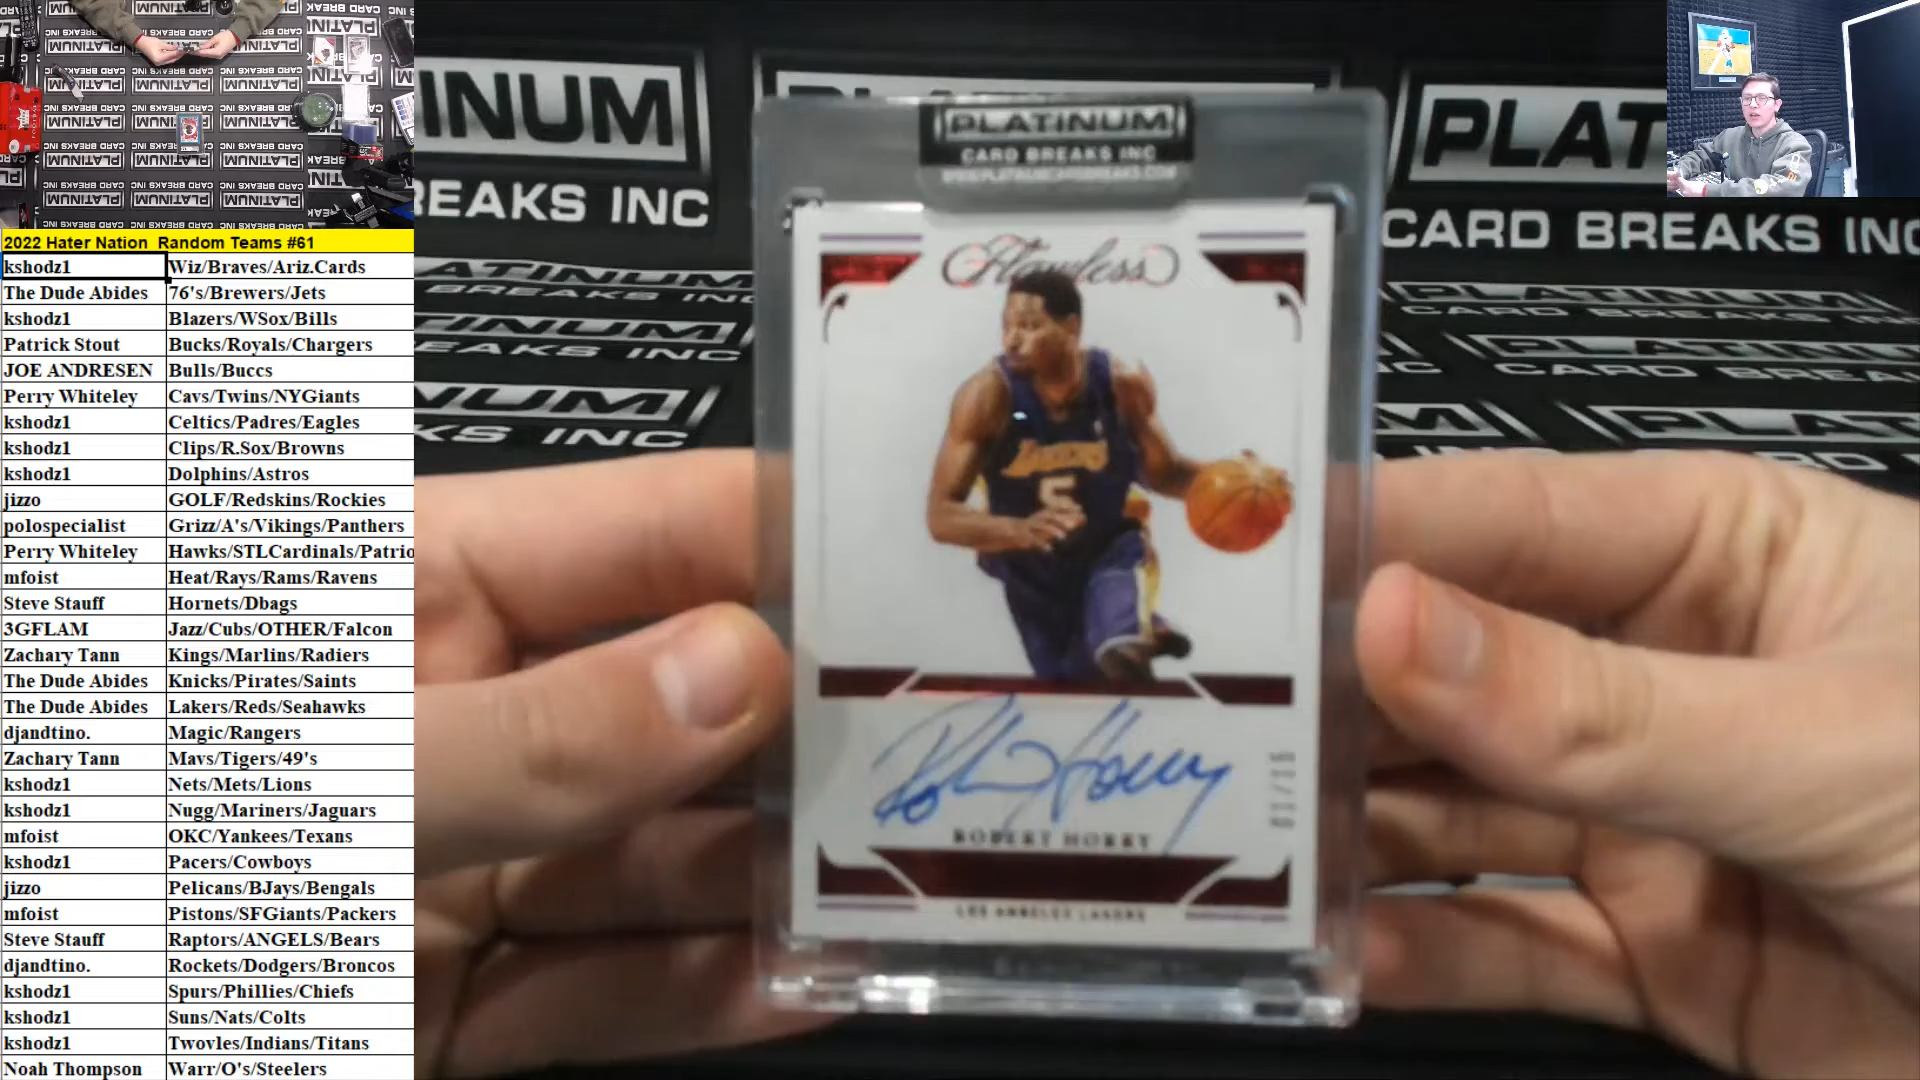 2022 Hater Nation Random Teams #61
kshodz1 Wiz/Braves/Ariz.Cards
The Dude Abides 76's/Brewers/Jets
kshodz1 Blazers/WSox/Bills
Patrick Stout Bucks/Royals/Chargers
JOE ANDRESEN Bulls/Buccs
Perry Whiteley Cavs/Twins/NYGiants
kshodz1 Celtics/Padres/Eagles
kshodz1 Clips/R.Sox/Browns
kshodz1 Dolphins/Astros
jizzo GOLF/Redskins/Rockies
polospecialist Grizz/A's/Vikings/Panthers
Perry Whiteley Hawks/STLCardinals/Patrio
mfoist Heat/Rays/Rams/Ravens
Steve Stauff Hornets/Dbags
3GFLAM Jazz/Cubs/OTHER/Falcon
Zachary Tann Kings/Marlins/Radiers
The Dude Abides Knicks/Pirates/Saints
The Dude Abides Lakers/Reds/Seahawks
djandtino. Magic/Rangers
Zachary Tann Mavs/Tigers/49's
kshodz1 Nets/Mets/Lions
kshodz1 Nugg/Mariners/Jaguars
mfoist OKC/Yankees/Texans
kshodz1 Pacers/Cowboys
jizzo Pelicans/BJays/Bengals
mfoist Pistons/SFGiants/Packers
Steve Stauff Raptors/ANGELS/Bears
djandtino. Rockets/Dodgers/Broncos
kshodz1 Spurs/Phillies/Chiefs
kshodz1 Suns/Nats/Colts
kshodz1 Twovles/Indians/Titans
Noah Thompson Warr/O's/Steelers
INUM
PLAT
BREAKS INC
CARD BREAKS INC
PLATINUM
CARD BREAKS INC
WWW.PLATINUMCARDBREAKS.COM
Flawless
LAKERS
5
Robert Horry
ROBERT HORRY
LOS ANGELES LAKERS